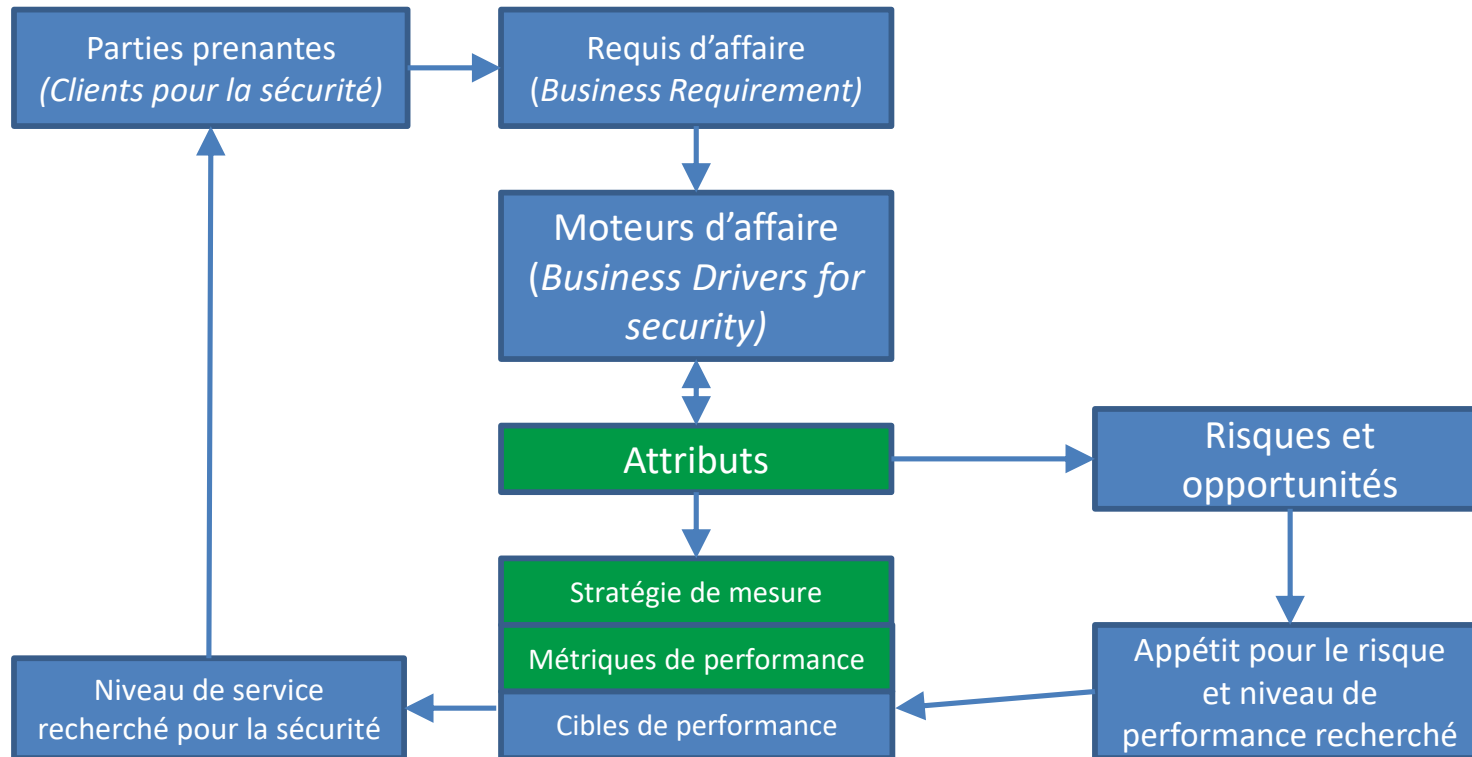 Parties prenantes
(Clients pour la sécurité)
Requis d’affaire
(Business Requirement)
Moteurs d’affaire
(Business Drivers for
security)
Attributs
Risques et
opportunités
Stratégie de mesure
Métriques de performance
Cibles de performance
Niveau de service
recherché pour la sécurité
Appétit pour le risque
et niveau de
performance recherché